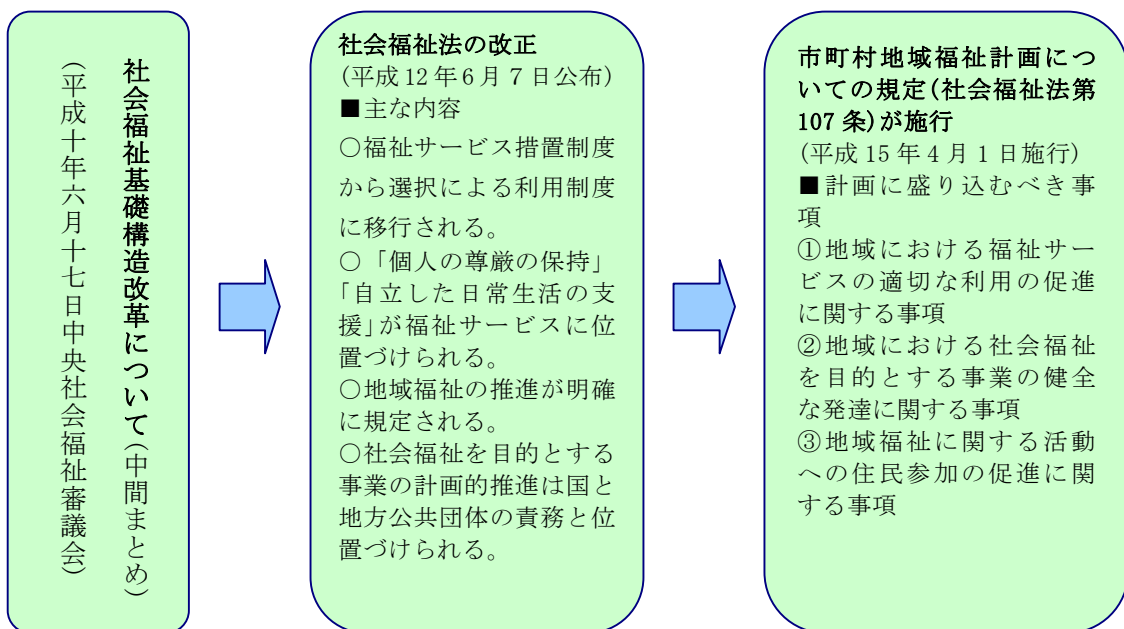 社会福祉基礎構造改革について(中間まとめ)
(平成十年六月十七日中央社会福祉審議会)
社会福祉法の改正
(平成12年6月7日公布)
■主な内容
○福祉サービス措置制度
から選択による利用制度
に移行される。
○「個人の尊厳の保持」
「自立した日常生活の支
援」が福祉サービスに位
置づけられる。
○地域福祉の推進が明確
に規定される。
○社会福祉を目的とする
事業の計画的推進は国と
地方公共団体の責務と位
置づけられる。
市町村地域福祉計画につ
いての規定(社会福祉法第
107条)が施行
(平成15年4月1日施行)
■計画に盛り込むべき事
項
①地域における福祉サー
ビスの適切な利用の促進
に関する事項
②地域における社会福祉
を目的とする事業の健全
な発達に関する事項
③地域福祉に関する活動
への住民参加の促進に関
する事項